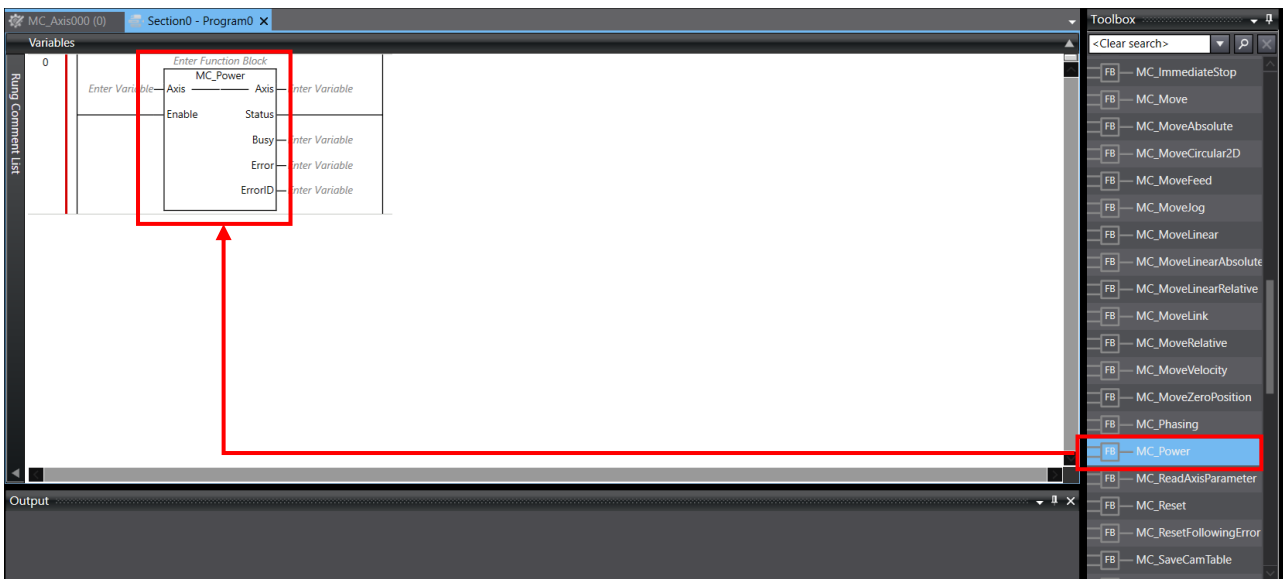 MC_Axis000 (0)
Section0 - Program0
Variables
Rung Comment List
0
Enter Function Block
MC_Power
Enter Variable
Axis
Axis
Enter Variable
Enable
Status
Busy
Enter Variable
Error
Enter Variable
ErrorID
Enter Variable
Output
Toolbox
<Clear search>
FB MC_ImmediateStop
FB MC_Move
FB MC_MoveAbsolute
FB MC_MoveCircular2D
FB MC_MoveFeed
FB MC_MoveJog
FB MC_MoveLinear
FB MC_MoveLinearAbsolute
FB MC_MoveLinearRelative
FB MC_MoveLink
FB MC_MoveRelative
FB MC_MoveVelocity
FB MC_MoveZeroPosition
FB MC_Phasing
FB MC_Power
FB MC_ReadAxisParameter
FB MC_Reset
FB MC_ResetFollowingError
FB MC_SaveCamTable